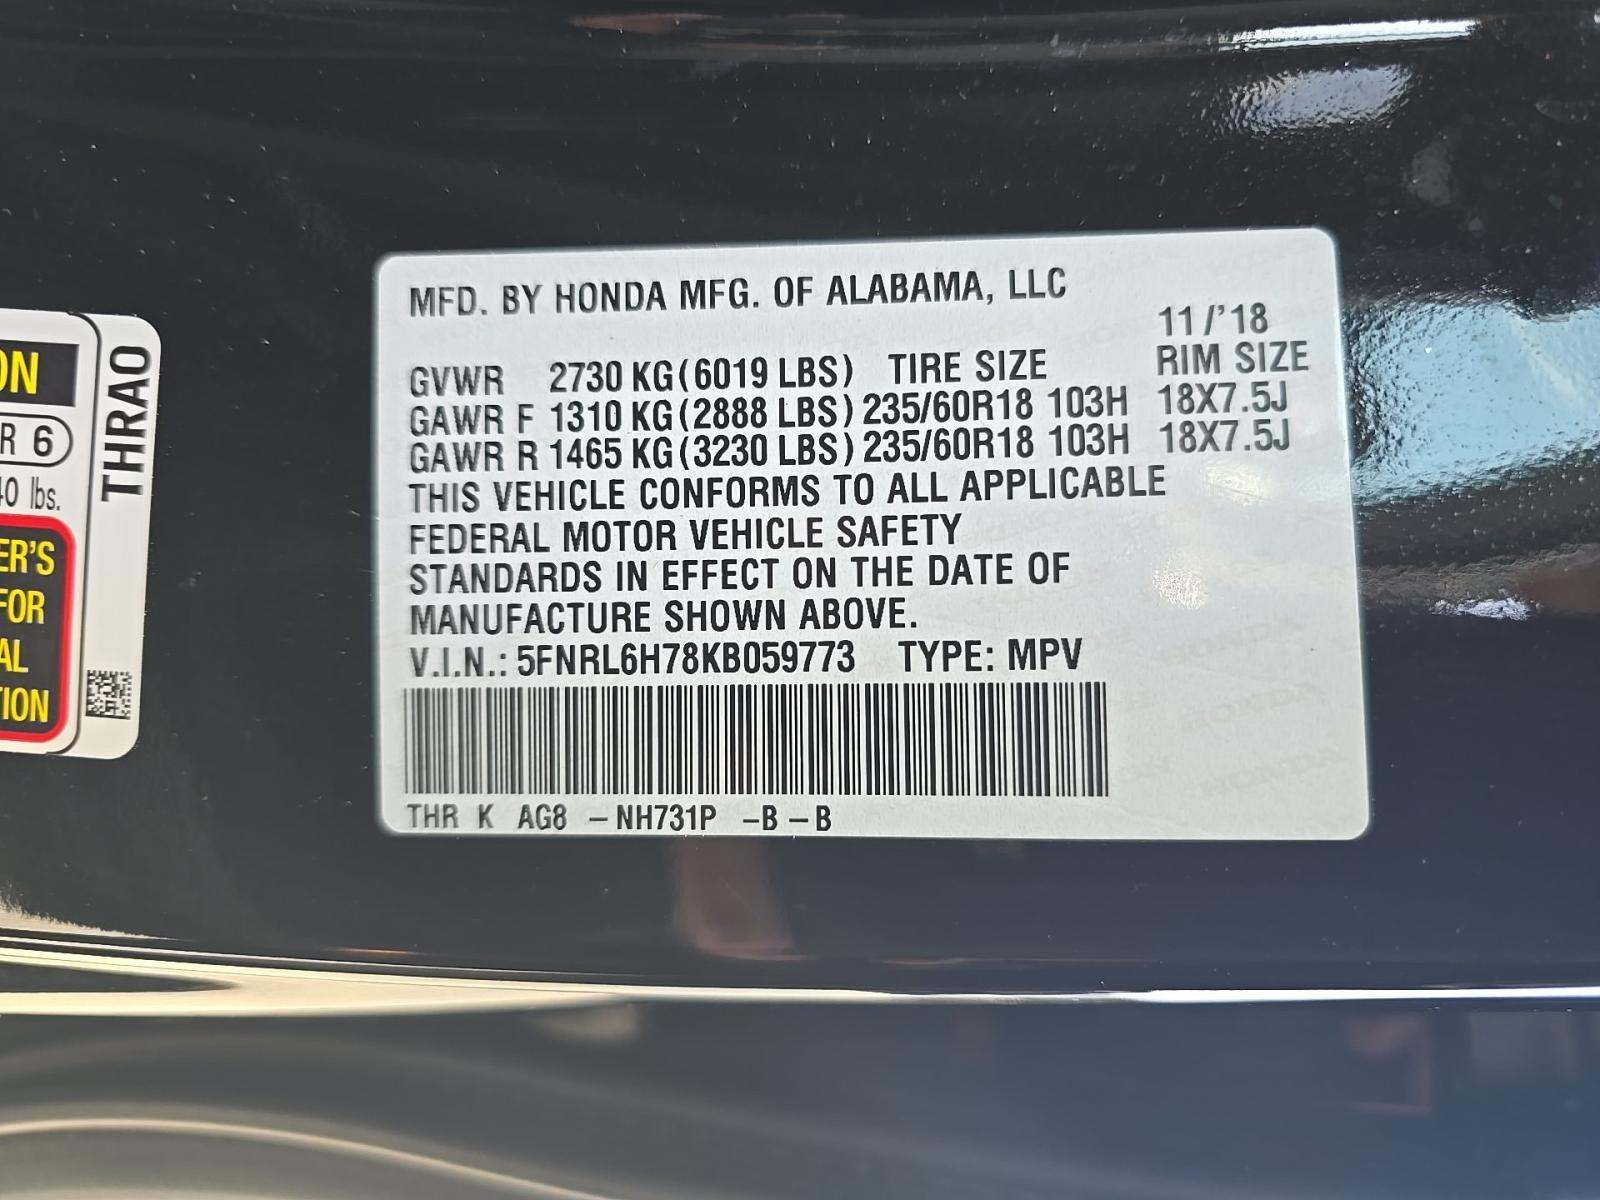 MFD. BY HONDA MFG. OF ALABAMA, LLC
11/'18
GVWR 2730 KG(6019 LBS) TIRE SIZE RIM SIZE
GAWR F 1310 KG(2888 LBS) 235/60R18 103H 18X7.5J
GAWR R 1465 KG(3230 LBS) 235/60R18 103H 18X7.5J
THIS VEHICLE CONFORMS TO ALL APPLICABLE
FEDERAL MOTOR VEHICLE SAFETY
STANDARDS IN EFFECT ON THE DATE OF
MANUFACTURE SHOWN ABOVE.
V.I.N.: 5FNRL6H78KB059773 TYPE: MPV
THR K AG8 -NH731P -B-B
ON
R 6
40 lbs.
ER'S
FOR
AL
TION
THRAO